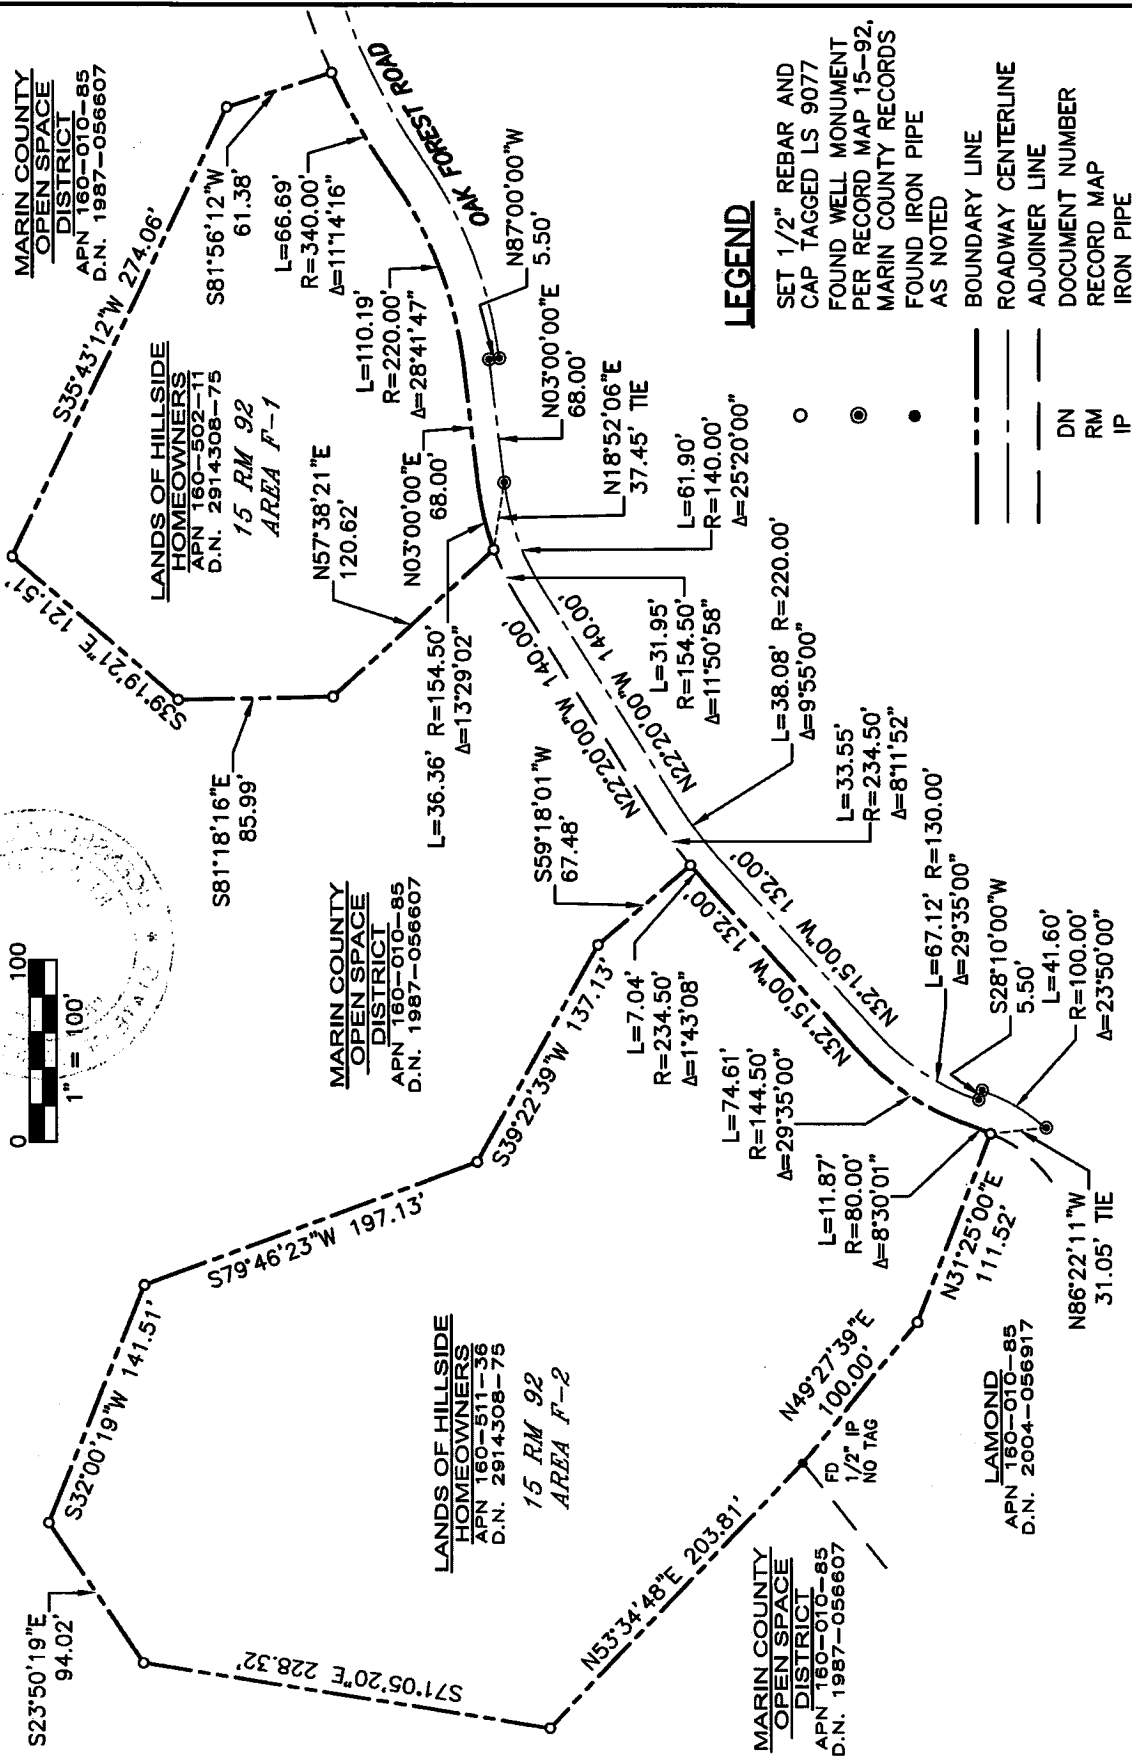 MARIN COUNTY
OPEN SPACE
DISTRICT
APN 160-010-85
D.N. 1987-056607
S35°43'12"W 274.06'
S81°56'12"W
61.38'
LANDS OF HILLSIDE
HOMEOWNERS
APN 160-502-11
D.N. 2914308-75
15 RM 92
AREA F-1
L=66.69'
R=340.00'
Δ=11°14'16"
L=110.19'
R=220.00'
Δ=28°41'47"
OAK FOREST ROAD
N87°00'00"W
5.50'
N03°00'00"E
68.00'
N03°00'00"E
68.00'
N18°52'06"E
37.45' TIE
S39°19'21"E 121.51'
N57°38'21"E
120.62'
S81°18'16"E
85.99'
L=36.36' R=154.50'
Δ=13°29'02"
L=61.90'
R=140.00'
Δ=25°20'00"
L=31.95'
R=154.50'
Δ=11°50'58"
N22°20'00"W 140.00'
N22°20'00"W 140.00'
L=38.08' R=220.00'
Δ=9°55'00"
L=33.55'
R=234.50'
Δ=8°11'52"
0
100
1" = 100'
MARIN COUNTY
OPEN SPACE
DISTRICT
APN 160-010-85
D.N. 1987-056607
S59°18'01"W
67.48'
S39°22'39"W 137.13'
L=7.04'
R=234.50'
Δ=1°43'08"
N32°15'00"W 132.00'
N32°15'00"W 132.00'
L=74.61'
R=144.50'
Δ=29°35'00"
L=67.12' R=130.00'
Δ=29°35'00"
S28°10'00"W
5.50'
L=41.60'
R=100.00'
Δ=23°50'00"
L=11.87'
R=80.00'
Δ=8°30'01"
N86°22'11"W
31.05' TIE
N31°25'00"E
111.52'
S79°46'23"W 197.13'
S32°00'19"W 141.51'
S23°50'19"E
94.02'
LANDS OF HILLSIDE
HOMEOWNERS
APN 160-511-36
D.N. 2914308-75
15 RM 92
AREA F-2
S71°05'20"E 228.32'
N53°34'48"E 203.81'
N49°27'39"E
100.00'
FD
1/2" IP
NO TAG
LAMOND
APN 160-010-85
D.N. 2004-056917
MARIN COUNTY
OPEN SPACE
DISTRICT
APN 160-010-85
D.N. 1987-056607
LEGEND
SET 1/2" REBAR AND
CAP TAGGED LS 9077
FOUND WELL MONUMENT
PER RECORD MAP 15-92,
MARIN COUNTY RECORDS
FOUND IRON PIPE
AS NOTED
BOUNDARY LINE
ROADWAY CENTERLINE
ADJOINER LINE
DN DOCUMENT NUMBER
RM RECORD MAP
IP IRON PIPE